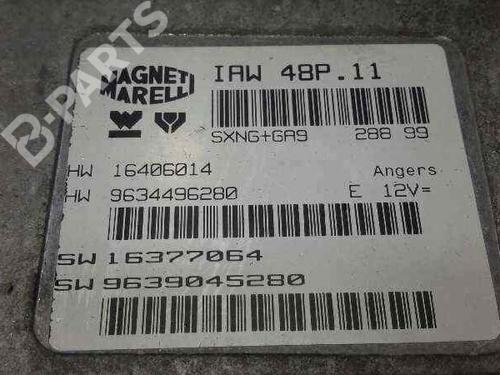 B-PARTS
MAGNETI
MARELLI
IAW 48P.11
SXNG+GA9 288 99
HW 16406014 Angers
HW 9634496280 E 12V=
SW 16377064
SW 9639045280